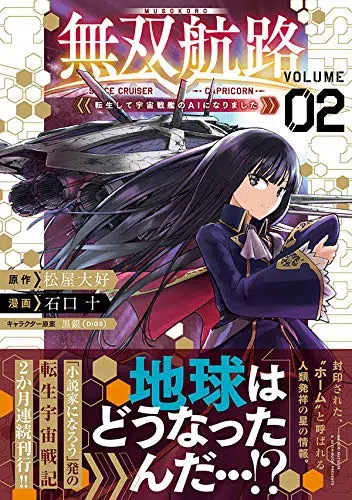 MUSOKORO
無双航路
SPACE CRUISER CAPRICORN
転生して宇宙戦艦のAIになりました
VOLUME
02
原作 松屋大好
漫画 石口十
キャラクター原案 黒銀(DIGS)
封印された、
“ホーム”と呼ばれる
人類発祥の星の情報。
地球は
どうなった
んだ…!?
「小説家になろう」発の
転生宇宙戦記
2か月連続刊行!!